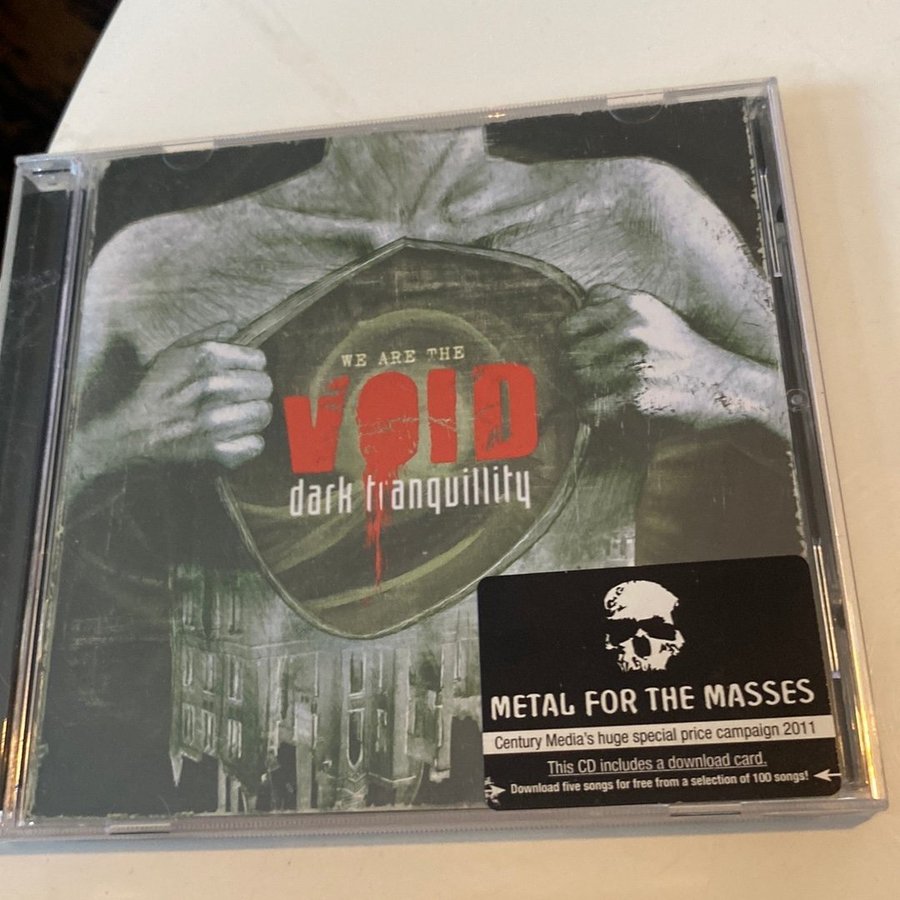 WE ARE THE
VOID
dark tranquillity
METAL FOR THE MASSES
Century Media's huge special price campaign 2011
This CD includes a download card.
Download five songs for free from a selection of 100 songs!